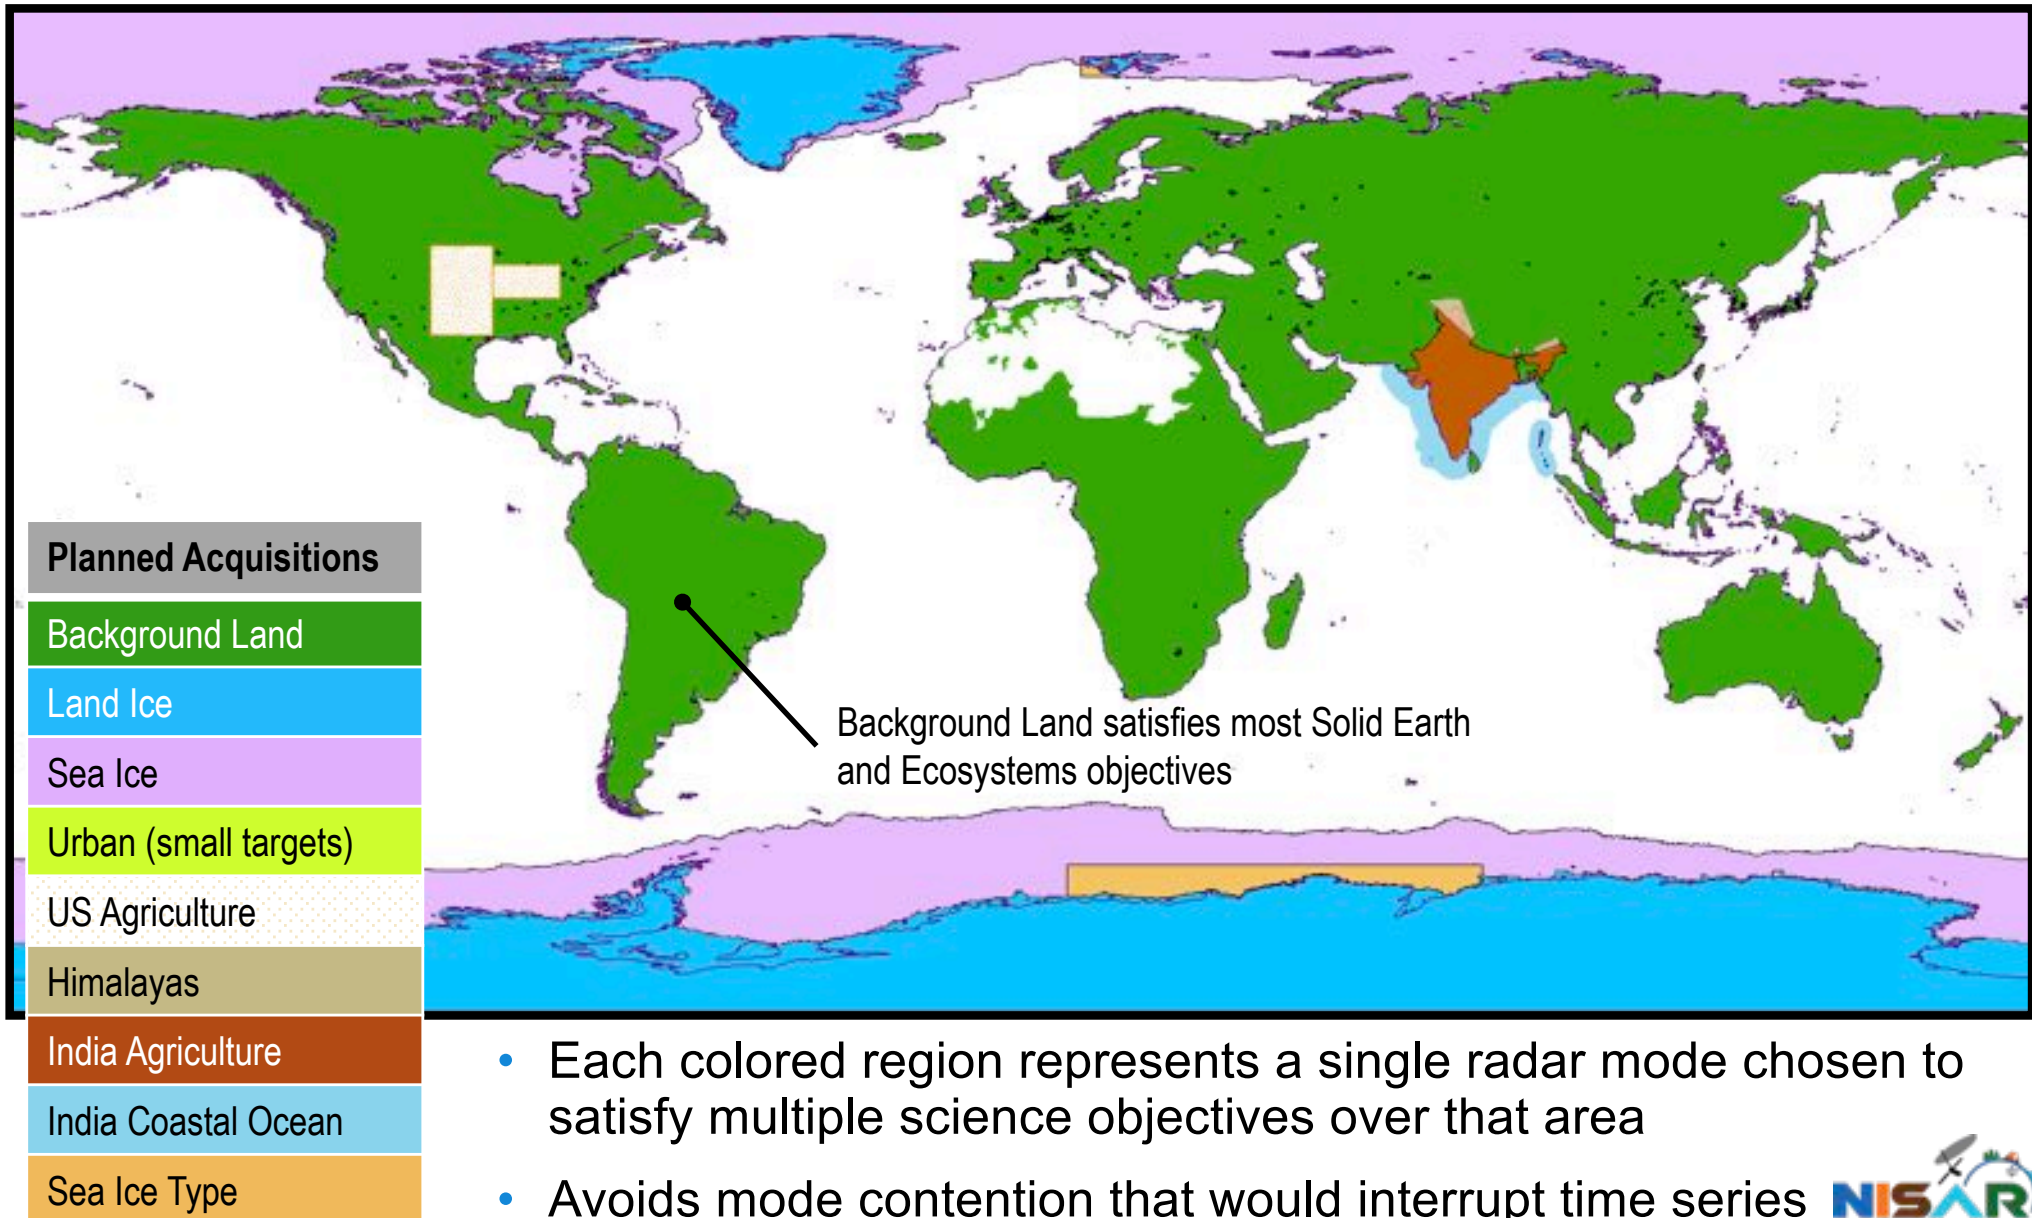 Planned Acquisitions
Background Land
Land Ice
Sea Ice
Urban (small targets)
US Agriculture
Himalayas
India Agriculture
India Coastal Ocean
Sea Ice Type
Background Land satisfies most Solid Earth
and Ecosystems objectives
• Each colored region represents a single radar mode chosen to
satisfy multiple science objectives over that area
• Avoids mode contention that would interrupt time series
NISAR